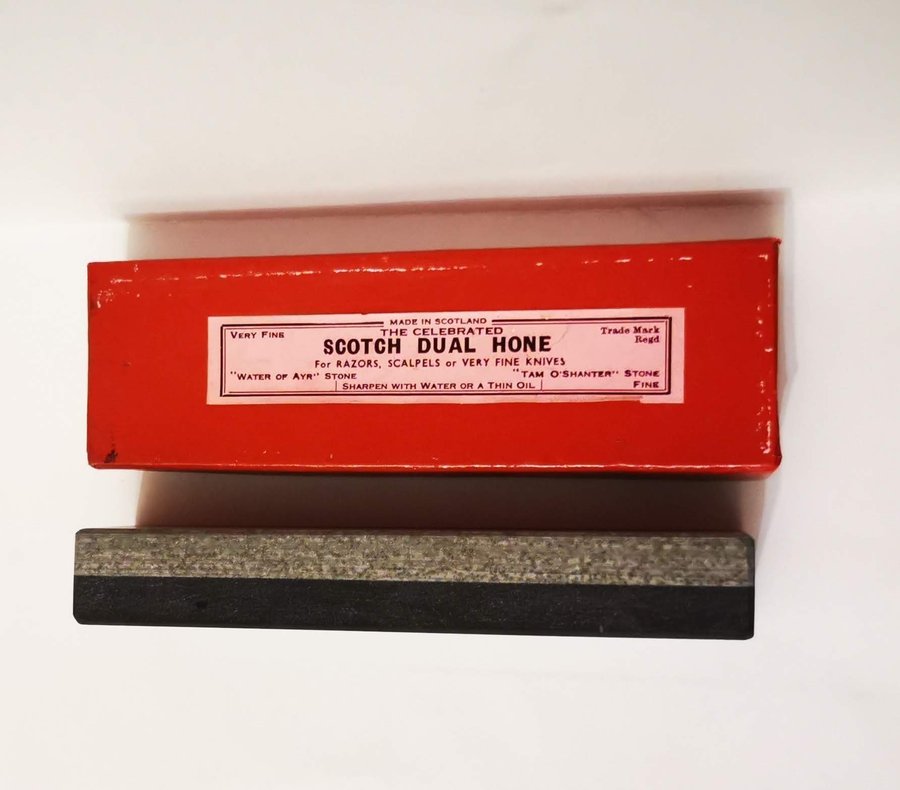 MADE IN SCOTLAND
VERY FINE THE CELEBRATED Trade Mark
Regd
SCOTCH DUAL HONE
For RAZORS, SCALPELS or VERY FINE KNIVES
"WATER OF AYR" STONE "TAM O'SHANTER" STONE
SHARPEN WITH WATER OR A THIN OIL FINE